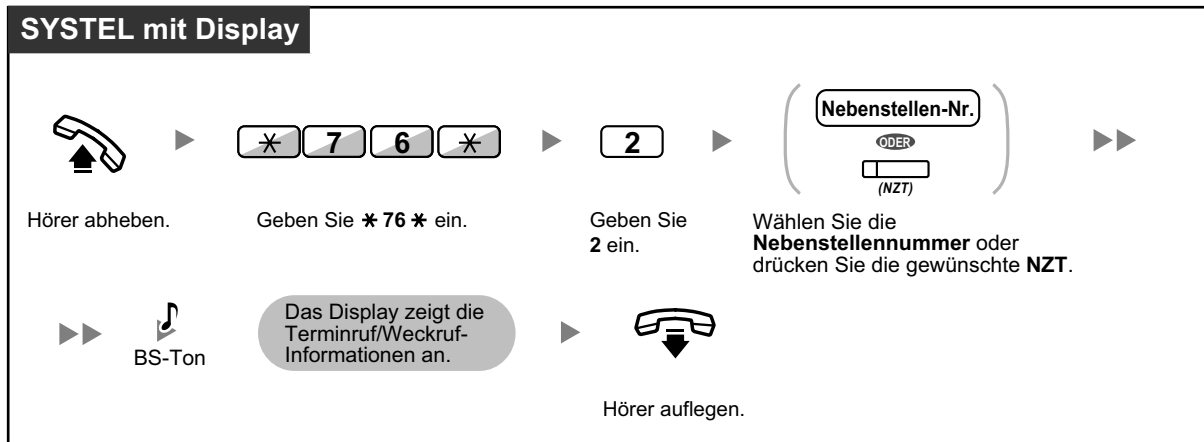 SYSTEL mit Display
Nebenstellen-Nr.
ODER
(NZT)
✳ 7 6 ✳
2
Hörer abheben.
Geben Sie ✳ 76 ✳ ein.
Geben Sie
2 ein.
Wählen Sie die
Nebenstellennummer oder
drücken Sie die gewünschte NZT.
BS-Ton
Das Display zeigt die
Terminruf/Weckruf-
Informationen an.
Hörer auflegen.